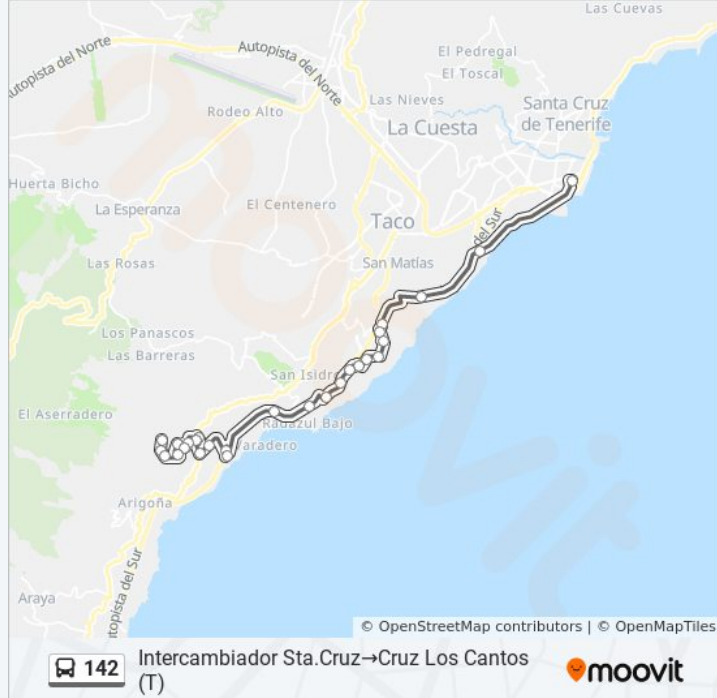 Las Cuevas
Autopista del Norte
Autopista del Norte
El Pedregal
El Toscal
Las Nieves
Santa Cruz
de Tenerife
Rodeo Alto
La Cuesta
Huerta Bicho
La Esperanza
El Centenero
Taco
del Sur
Las Rosas
San Matías
Los Panascos
Las Barreras
San Isidro
El Aserradero
Radazul Bajo
Varadero
Arigoña
topista del Sur
Araya
moovit
© OpenStreetMap contributors | © OpenMapTiles
142
Intercambiador Sta.Cruz→Cruz Los Cantos
(T)
moovit